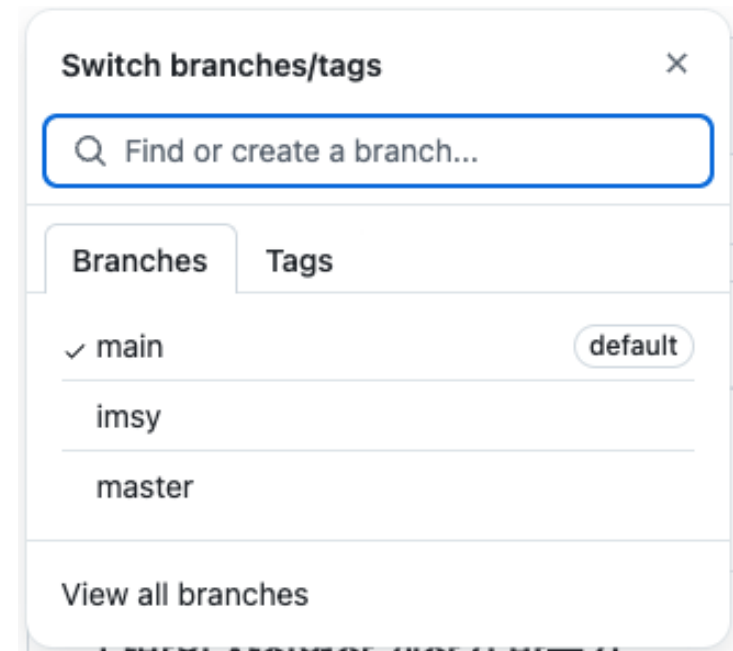 Switch branches/tags
Find or create a branch...
Branches Tags
main default
imsy
master
View all branches